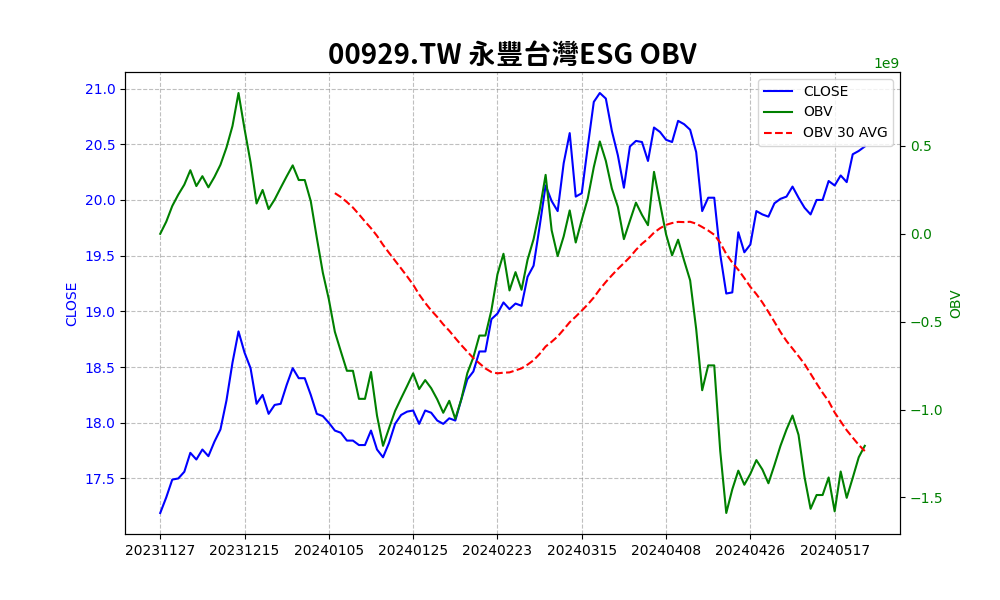 00929.TW 永豐台灣ESG OBV
1e9
CLOSE
OBV
OBV 30 AVG
21.0
20.5
20.0
19.5
19.0
18.5
18.0
17.5
CLOSE
0.5
0.0
−0.5
−1.0
−1.5
OBV
20231127 20231215 20240105 20240125 20240223 20240315 20240408 20240426 20240517